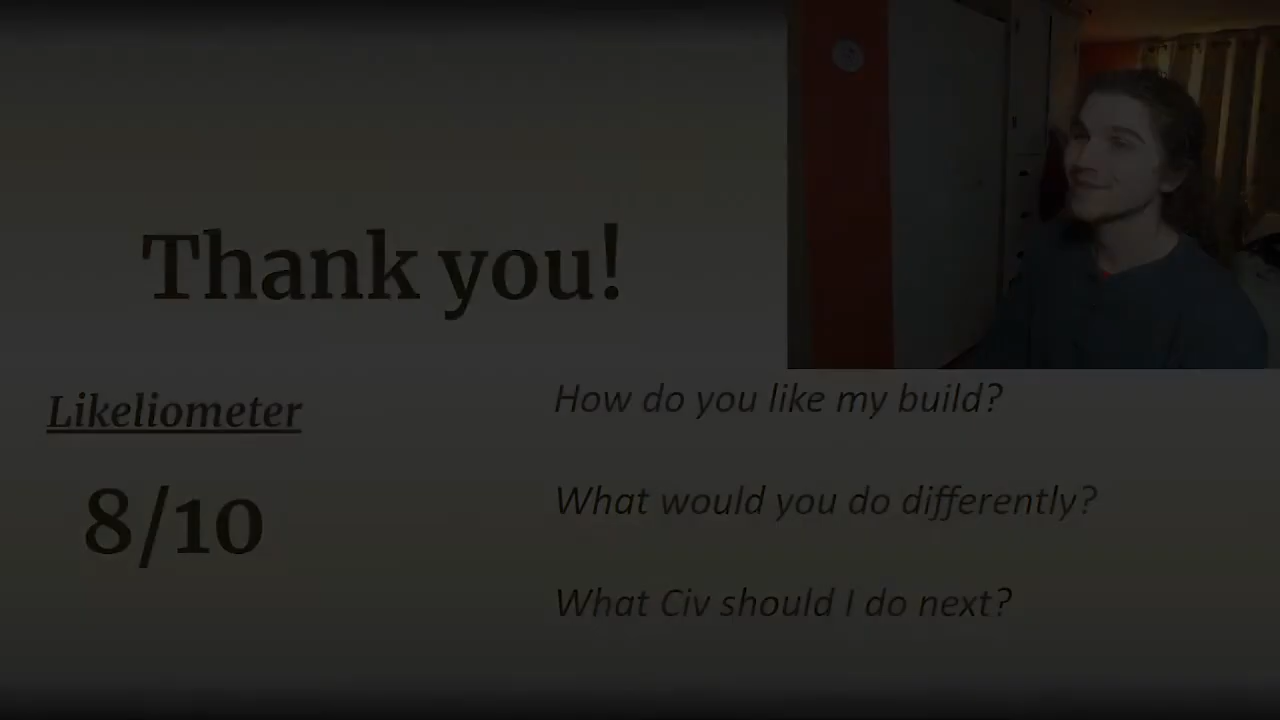 Thank you!
Likeliometer
8/10
How do you like my build?
What would you do differently?
What Civ should I do next?